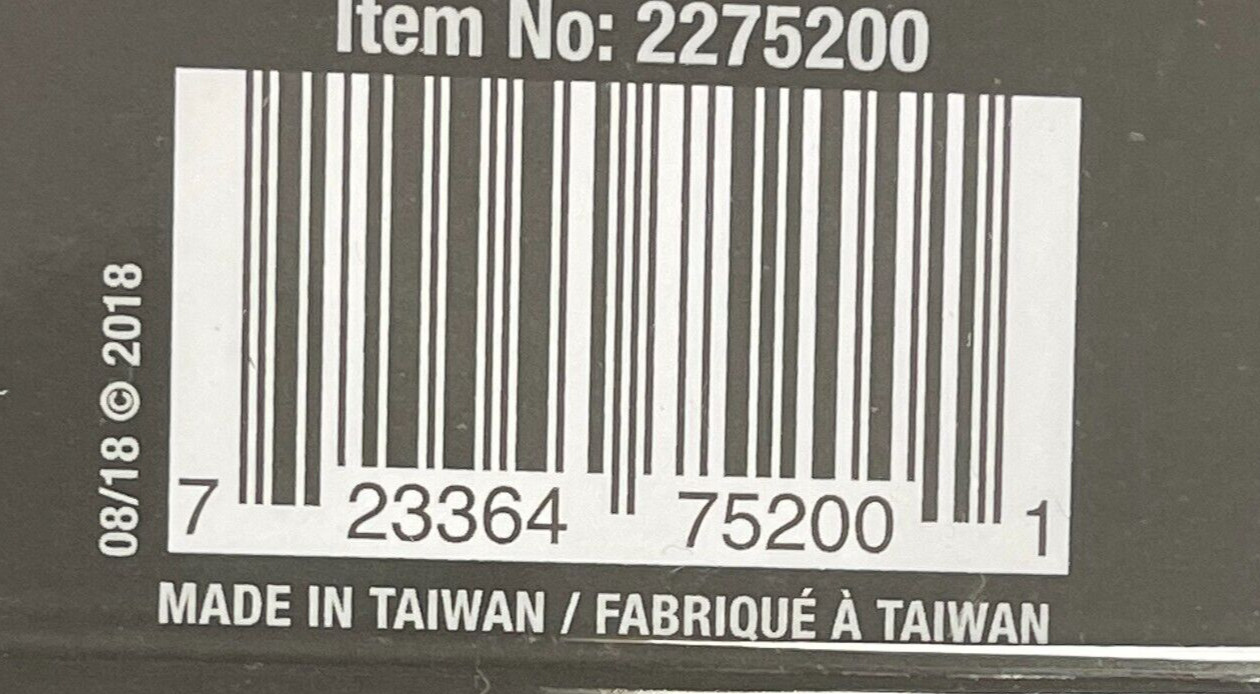 Item No: 2275200
08/18 © 2018
7 23364 75200 1
MADE IN TAIWAN / FABRIQUÉ À TAIWAN